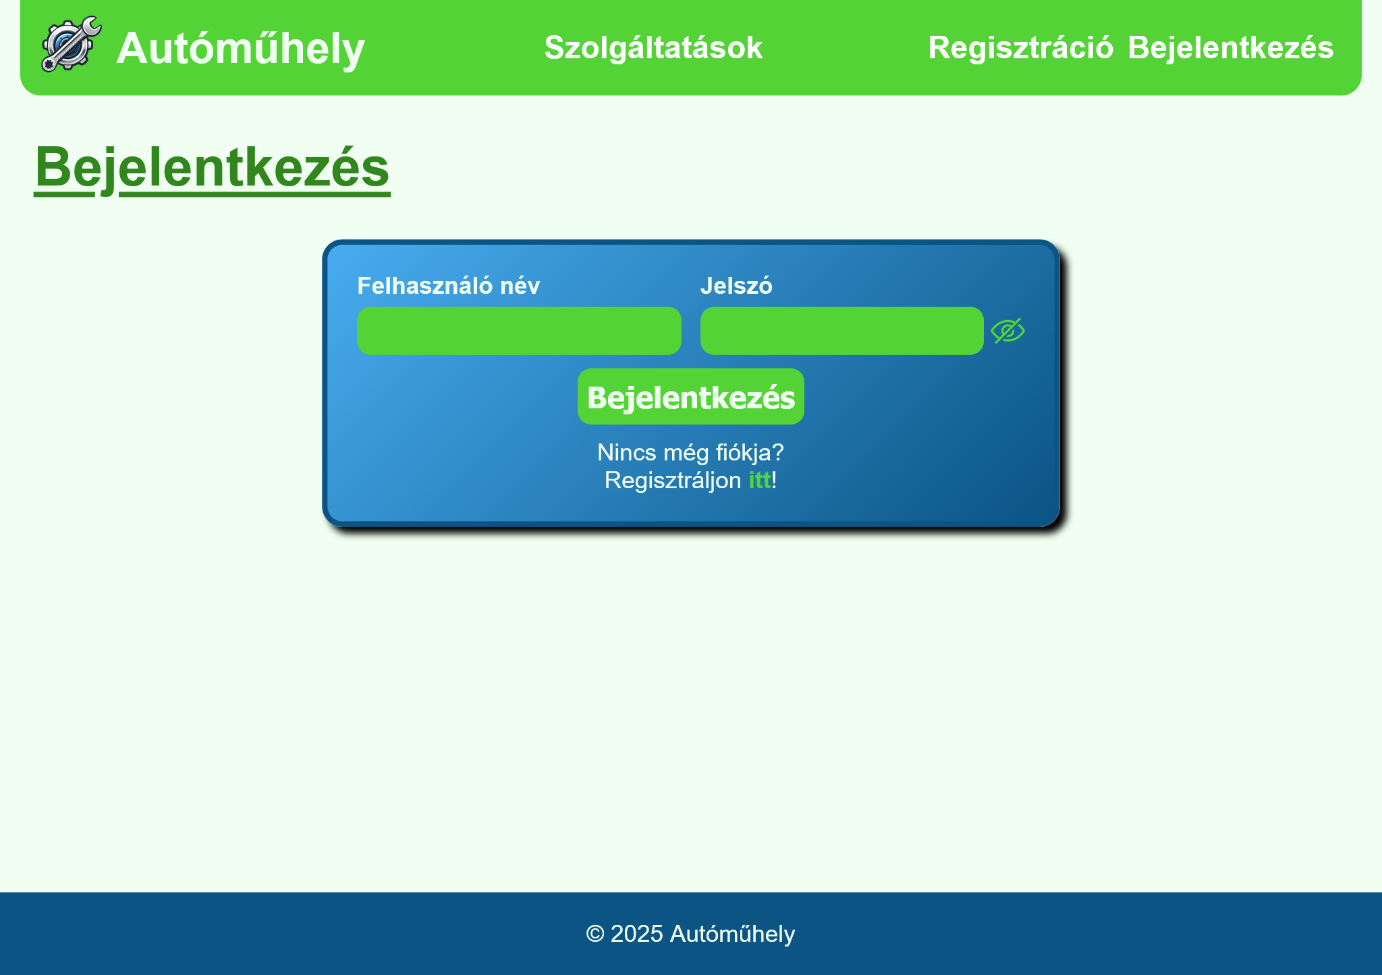 Autóműhely
Szolgáltatások
Regisztráció Bejelentkezés
Bejelentkezés
Felhasználó név
Jelszó
Bejelentkezés
Nincs még fiókja?
Regisztráljon itt!
© 2025 Autóműhely